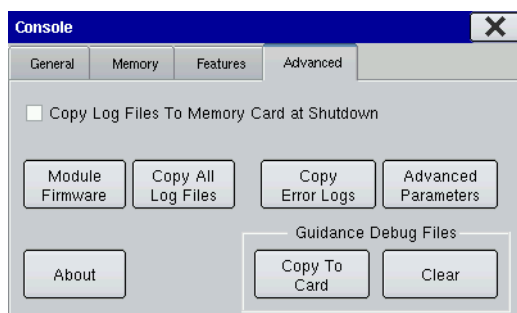 Console
General Memory Features Advanced
Copy Log Files To Memory Card at Shutdown
Module Copy All Copy Advanced
Firmware Log Files Error Logs Parameters
Guidance Debug Files
About Copy To Clear
Card